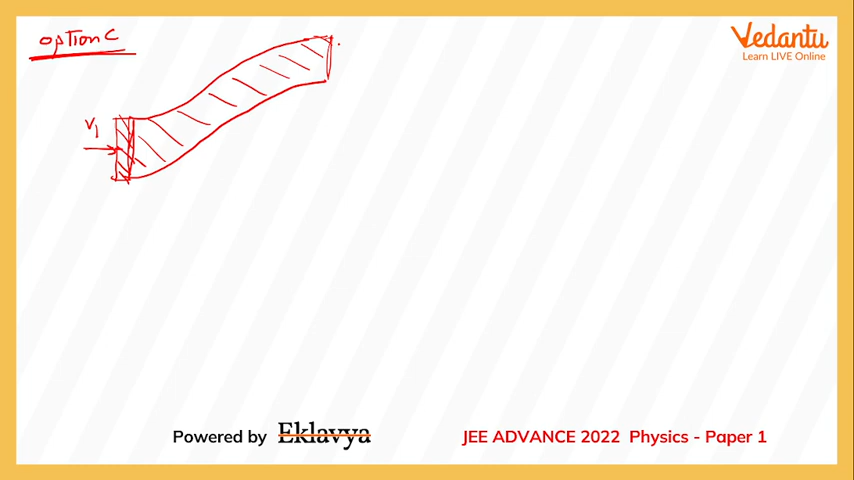 option C
Vedantu
Learn LIVE Online
V1
Powered by Eklavya
JEE ADVANCE 2022 Physics - Paper 1